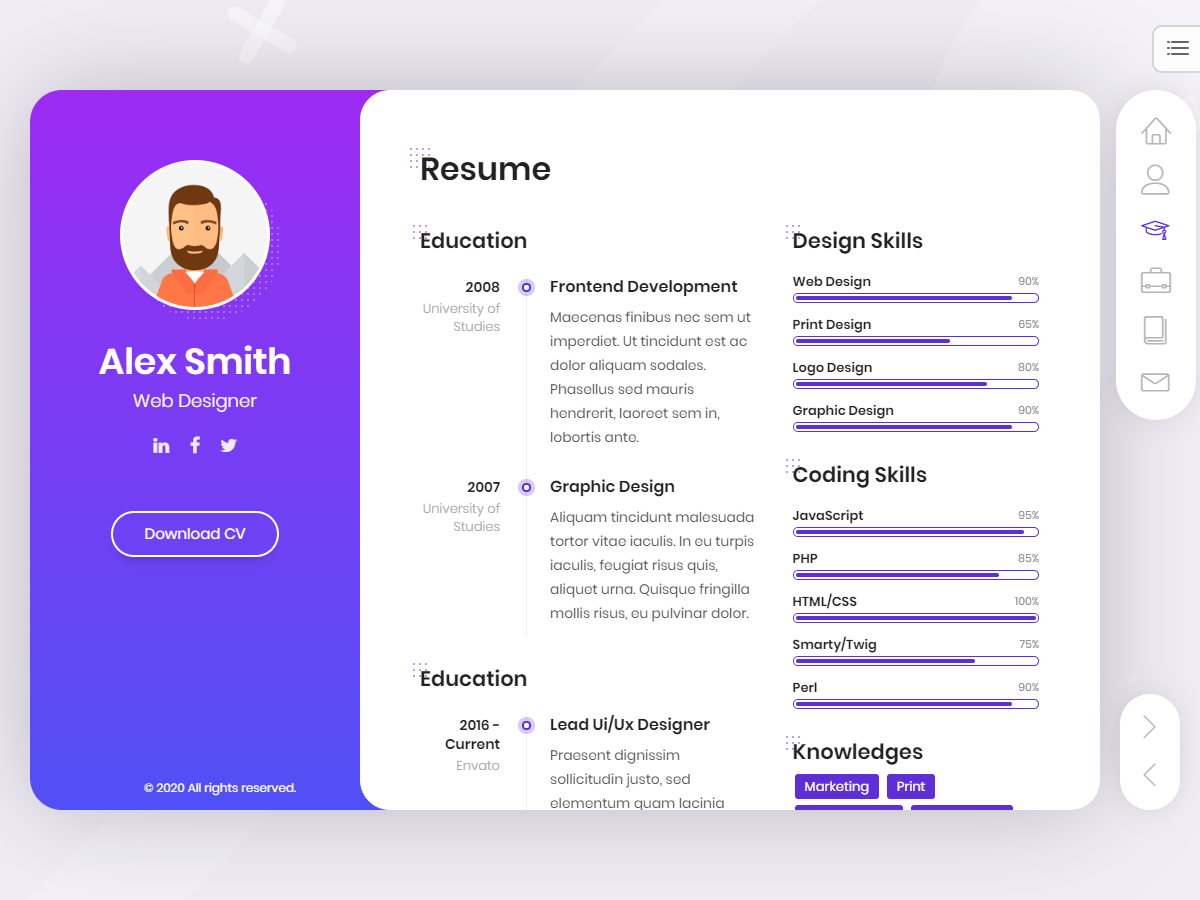 Alex Smith
Web Designer
Download CV
© 2020 All rights reserved.
Resume
Education
2008
University of
Studies
Frontend Development
Maecenas finibus nec sem ut
imperdiet. Ut tincidunt est ac
dolor aliquam sodales.
Phasellus sed mauris
hendrerit, laoreet sem in,
lobortis ante.
2007
University of
Studies
Graphic Design
Aliquam tincidunt malesuada
tortor vitae iaculis. In eu turpis
iaculis, feugiat risus quis,
aliquet urna. Quisque fringilla
mollis risus, eu pulvinar dolor.
Education
2016 -
Current
Envato
Lead Ui/Ux Designer
Praesent dignissim
sollicitudin justo, sed
elementum quam lacinia
Design Skills
Web Design 90%
Print Design 65%
Logo Design 80%
Graphic Design 90%
Coding Skills
JavaScript 95%
PHP 85%
HTML/CSS 100%
Smarty/Twig 75%
Perl 90%
Knowledges
Marketing Print